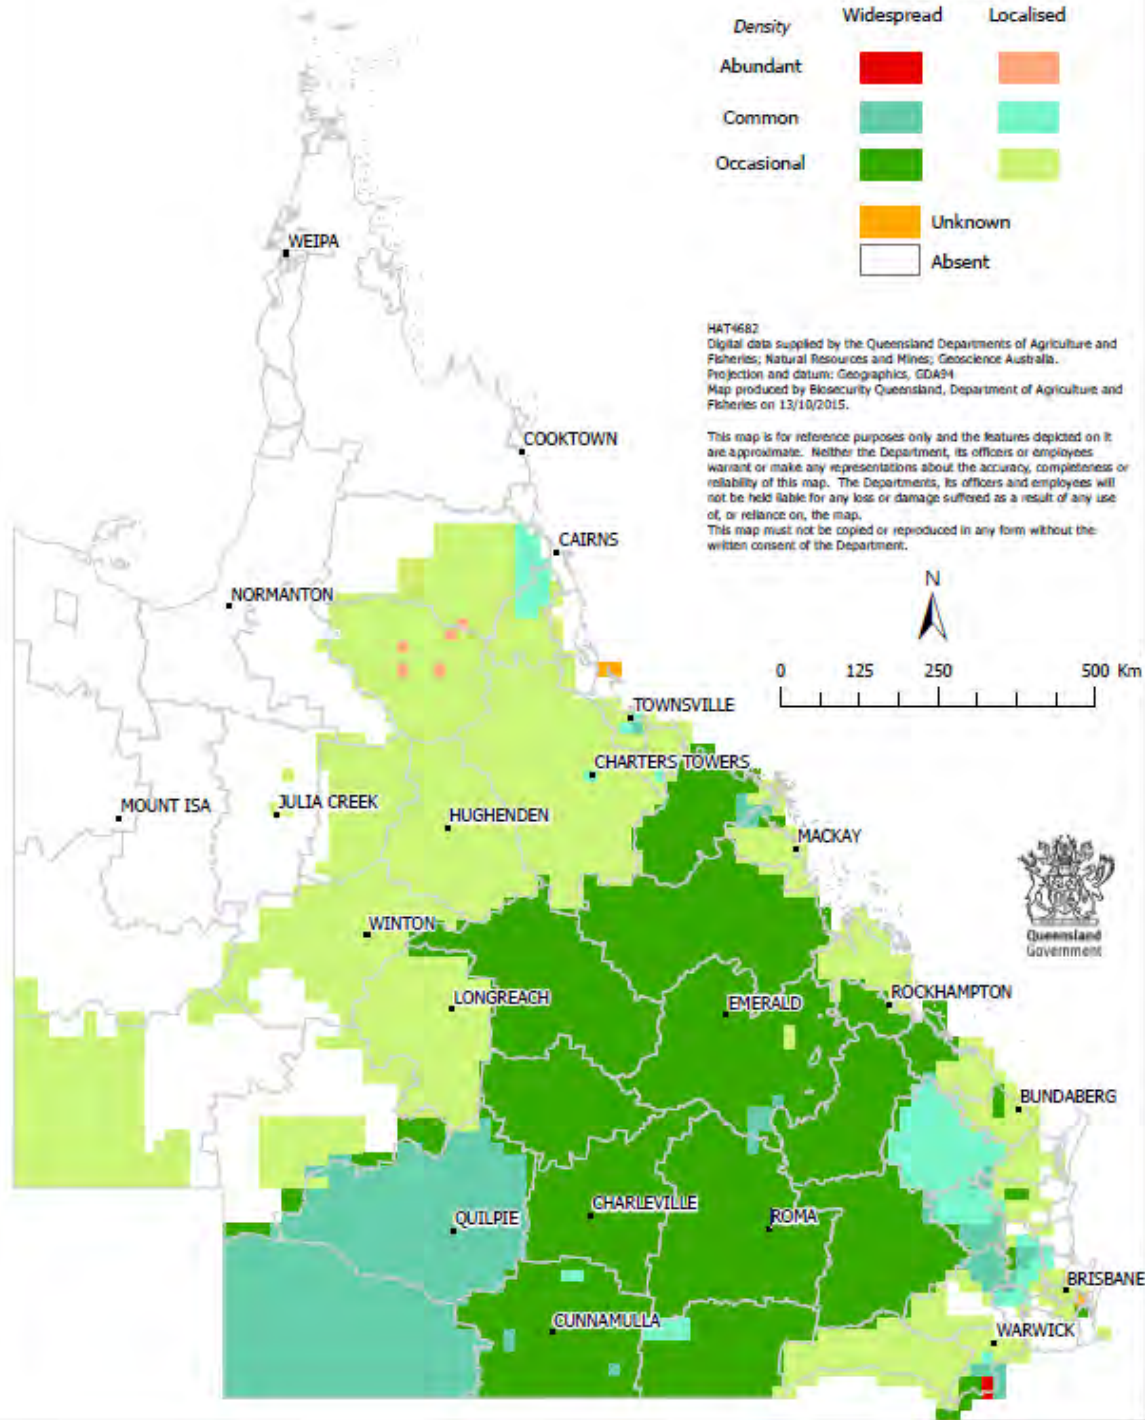 Widespread Localised
Density
Abundant
Common
Occasional
Unknown
Absent
HAT4682
Digital data supplied by the Queensland Departments of Agriculture and
Fisheries; Natural Resources and Mines; Geoscience Australia.
Projection and datum: Geographics, GDA94
Map produced by Biosecurity Queensland, Department of Agriculture and
Fisheries on 13/10/2015.
This map is for reference purposes only and the features depicted on it
are approximate. Neither the Department, its officers or employees
warrant or make any representations about the accuracy, completeness or
reliability of this map. The Departments, its officers and employees will
not be held liable for any loss or damage suffered as a result of any use
of, or reliance on, the map.
This map must not be copied or reproduced in any form without the
written consent of the Department.
N
0 125 250 500 Km
WEIPA
COOKTOWN
CAIRNS
NORMANTON
TOWNSVILLE
CHARTERS TOWERS
MOUNT ISA
JULIA CREEK
HUGHENDEN
MACKAY
Queensland
Government
WINTON
LONGREACH
EMERALD
ROCKHAMPTON
BUNDABERG
CHARLEVILLE
QUILPIE
ROMA
BRISBANE
CUNNAMULLA
WARWICK